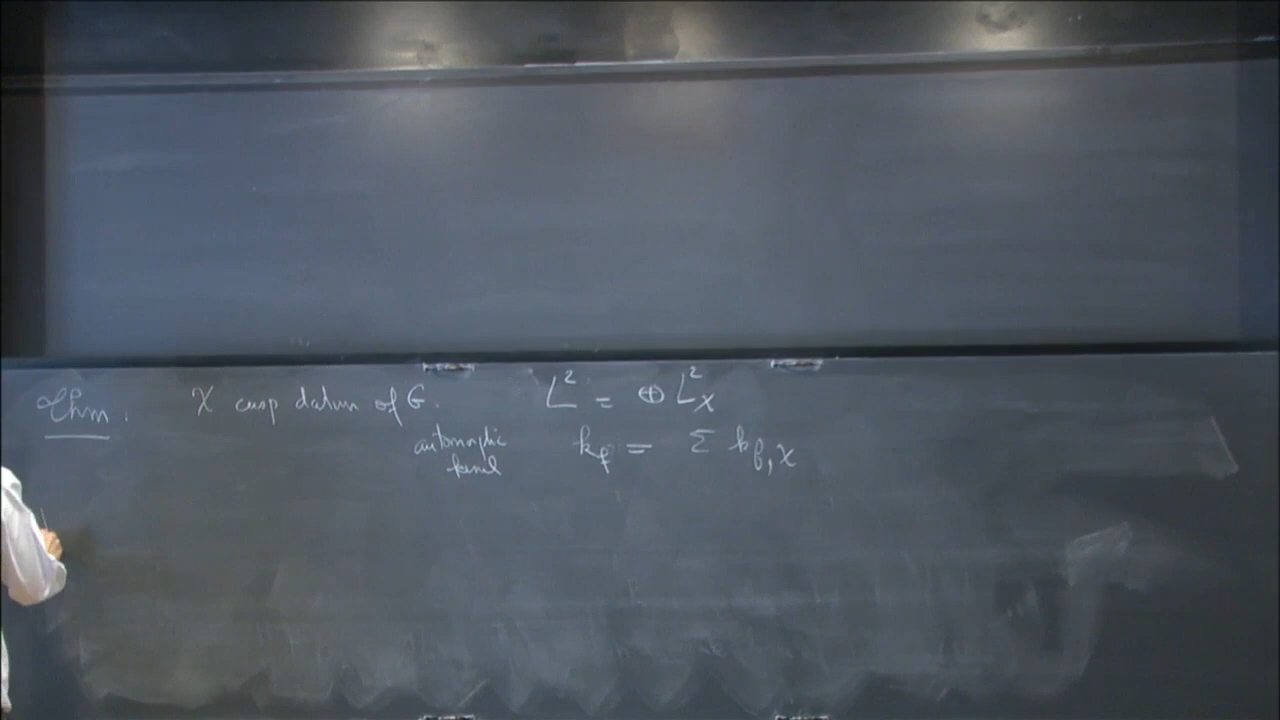 Thm. χ cusp datum of G. L² = ⊕ L²_χ
automorphic kernel k_f = Σ k_{f,χ}